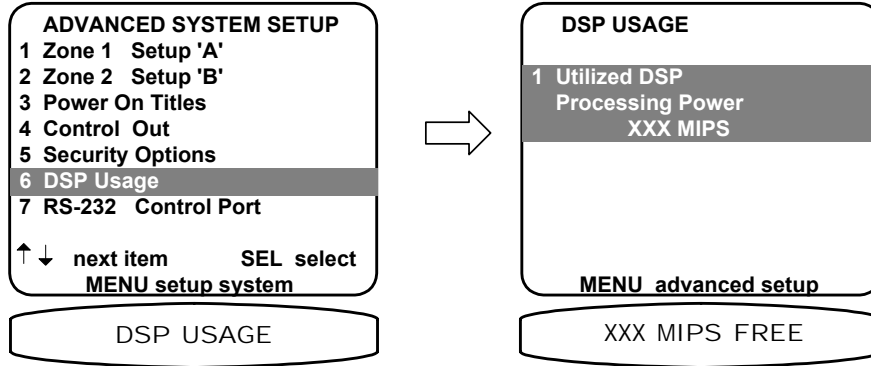 ADVANCED SYSTEM SETUP
1 Zone 1 Setup 'A'
2 Zone 2 Setup 'B'
3 Power On Titles
4 Control Out
5 Security Options
6 DSP Usage
7 RS-232 Control Port
↑↓ next item SEL select
MENU setup system
DSP USAGE
DSP USAGE
1 Utilized DSP
Processing Power
XXX MIPS
MENU advanced setup
XXX MIPS FREE